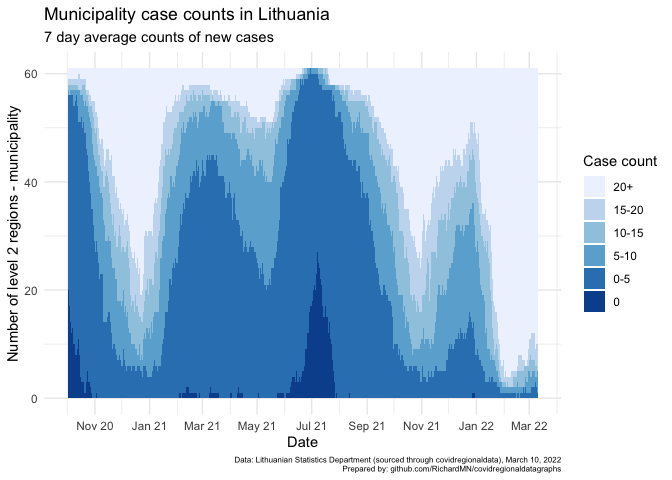 Municipality case counts in Lithuania
7 day average counts of new cases
Number of level 2 regions - municipality
60
40
20
0
Nov 20
Jan 21
Mar 21
May 21
Jul 21
Sep 21
Nov 21
Jan 22
Mar 22
Date
Case count
20+
15-20
10-15
5-10
0-5
0
Data: Lithuanian Statistics Department (sourced through covidregionaldata), March 10, 2022
Prepared by: github.com/RichardMN/covidregionaldatagraphs